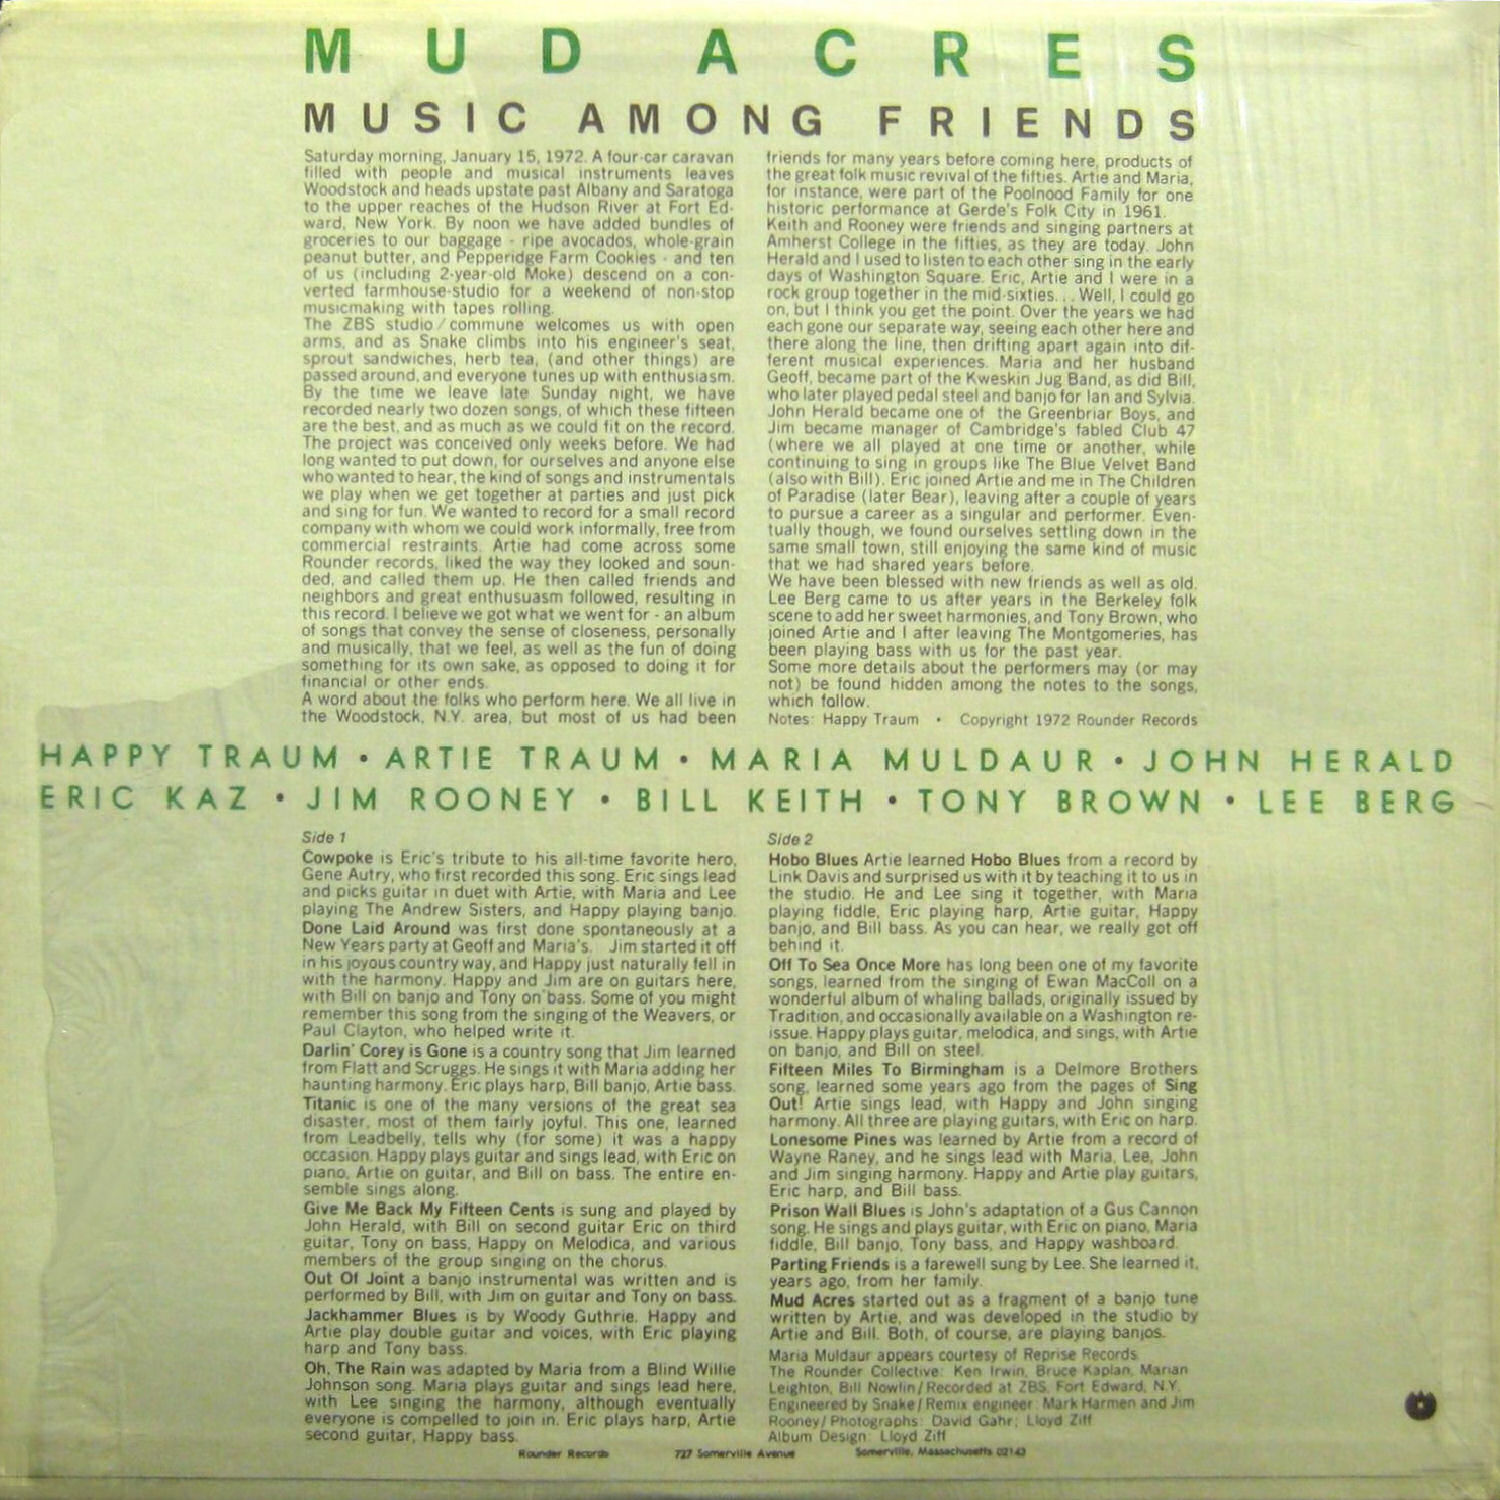 MUD ACRES
MUSIC AMONG FRIENDS
Saturday morning, January 15, 1972. A four-car caravan
filled with people and musical instruments leaves
Woodstock and heads upstate past Albany and Saratoga
to the upper reaches of the Hudson River at Fort Ed-
ward, New York. By noon we have added bundles of
groceries to our baggage - ripe avocados, whole-grain
peanut butter, and Pepperidge Farm Cookies - and ten
of us (including 2-year-old Moke) descend on a con-
verted farmhouse-studio for a weekend of non-stop
musicmaking with tapes rolling.
The ZBS studio/commune welcomes us with open
arms, and as Snake climbs into his engineer's seat,
sprout sandwiches, herb tea, (and other things) are
passed around, and everyone tunes up with enthusiasm.
By the time we leave late Sunday night, we have
recorded nearly two dozen songs, of which these fifteen
are the best, and as much as we could fit on the record.
The project was conceived only weeks before. We had
long wanted to put down, for ourselves and anyone else
who wanted to hear, the kind of songs and instrumentals
we play when we get together at parties and just pick
and sing for fun. We wanted to record for a small record
company with whom we could work informally, free from
commercial restraints. Artie had come across some
Rounder records, liked the way they looked and soun-
ded, and called them up. He then called friends and
neighbors and great enthusuasm followed, resulting in
this record. I believe we got what we went for - an album
of songs that convey the sense of closeness, personally
and musically, that we feel, as well as the fun of doing
something for its own sake, as opposed to doing it for
financial or other ends.
A word about the folks who perform here. We all live in
the Woodstock, N.Y. area, but most of us had been
friends for many years before coming here, products of
the great folk music revival of the fifties. Artie and Maria,
for instance, were part of the Poolnood Family for one
historic performance at Gerde's Folk City in 1961.
Keith and Rooney were friends and singing partners at
Amherst College in the fifties, as they are today. John
Herald and I used to listen to each other sing in the early
days of Washington Square. Eric, Artie and I were in a
rock group together in the mid-sixties... Well, I could go
on, but I think you get the point. Over the years we had
each gone our separate way, seeing each other here and
there along the line, then drifting apart again into dif-
ferent musical experiences. Maria and her husband
Geoff, became part of the Kweskin Jug Band, as did Bill,
who later played pedal steel and banjo for Ian and Sylvia.
John Herald became one of the Greenbriar Boys, and
Jim became manager of Cambridge's fabled Club 47
(where we all played at one time or another, while
continuing to sing in groups like The Blue Velvet Band
(also with Bill). Eric joined Artie and me in The Children
of Paradise (later Bear), leaving after a couple of years
to pursue a career as a singular and performer. Even-
tually though, we found ourselves settling down in the
same small town, still enjoying the same kind of music
that we had shared years before.
We have been blessed with new friends as well as old.
Lee Berg came to us after years in the Berkeley folk
scene to add her sweet harmonies, and Tony Brown, who
joined Artie and I after leaving The Montgomeries, has
been playing bass with us for the past year.
Some more details about the performers may (or may
not) be found hidden among the notes to the songs,
which follow.
Notes: Happy Traum • Copyright 1972 Rounder Records
HAPPY TRAUM • ARTIE TRAUM • MARIA MULDAUR • JOHN HERALD
ERIC KAZ • JIM ROONEY • BILL KEITH • TONY BROWN • LEE BERG
Side 1
Cowpoke is Eric's tribute to his all-time favorite hero,
Gene Autry, who first recorded this song. Eric sings lead
and picks guitar in duet with Artie, with Maria and Lee
playing The Andrew Sisters, and Happy playing banjo.
Done Laid Around was first done spontaneously at a
New Years party at Geoff and Maria's. Jim started it off
in his joyous country way, and Happy just naturally fell in
with the harmony. Happy and Jim are on guitars here,
with Bill on banjo and Tony on bass. Some of you might
remember this song from the singing of the Weavers, or
Paul Clayton, who helped write it.
Darlin' Corey is Gone is a country song that Jim learned
from Flatt and Scruggs. He sings it with Maria adding her
haunting harmony. Eric plays harp, Bill banjo, Artie bass.
Titanic is one of the many versions of the great sea
disaster, most of them fairly joyful. This one, learned
from Leadbelly, tells why (for some) it was a happy
occasion. Happy plays guitar and sings lead, with Eric on
piano, Artie on guitar, and Bill on bass. The entire en-
semble sings along.
Give Me Back My Fifteen Cents is sung and played by
John Herald, with Bill on second guitar Eric on third
guitar, Tony on bass, Happy on Melodica, and various
members of the group singing on the chorus.
Out Of Joint a banjo instrumental was written and is
performed by Bill, with Jim on guitar and Tony on bass.
Jackhammer Blues is by Woody Guthrie. Happy and
Artie play double guitar and voices, with Eric playing
harp and Tony bass.
Oh, The Rain was adapted by Maria from a Blind Willie
Johnson song. Maria plays guitar and sings lead here,
with Lee singing the harmony, although eventually
everyone is compelled to join in. Eric plays harp, Artie
second guitar, Happy bass.
Side 2
Hobo Blues Artie learned Hobo Blues from a record by
Link Davis and surprised us with it by teaching it to us in
the studio. He and Lee sing it together, with Maria
playing fiddle, Eric playing harp, Artie guitar, Happy
banjo, and Bill bass. As you can hear, we really got off
behind it.
Off To Sea Once More has long been one of my favorite
songs, learned from the singing of Ewan MacColl on a
wonderful album of whaling ballads, originally issued by
Tradition, and occasionally available on a Washington re-
issue. Happy plays guitar, melodica, and sings, with Artie
on banjo, and Bill on steel.
Fifteen Miles To Birmingham is a Delmore Brothers
song, learned some years ago from the pages of Sing
Out! Artie sings lead, with Happy and John singing
harmony. All three are playing guitars, with Eric on harp.
Lonesome Pines was learned by Artie from a record of
Wayne Raney, and he sings lead with Maria, Lee, John
and Jim singing harmony. Happy and Artie play guitars,
Eric harp, and Bill bass.
Prison Wall Blues is John's adaptation of a Gus Cannon
song. He sings and plays guitar, with Eric on piano, Maria
fiddle, Bill banjo, Tony bass, and Happy washboard.
Parting Friends is a farewell sung by Lee. She learned it,
years ago, from her family.
Mud Acres started out as a fragment of a banjo tune
written by Artie, and was developed in the studio by
Artie and Bill. Both, of course, are playing banjos.
Maria Muldaur appears courtesy of Reprise Records
The Rounder Collective: Ken Irwin, Bruce Kaplan, Marian
Leighton, Bill Nowlin/Recorded at ZBS, Fort Edward, N.Y.
Engineered by Snake/Remix engineer: Mark Harmen and Jim
Rooney/Photographs: David Gahr; Lloyd Ziff
Album Design: Lloyd Ziff
Rounder Records 727 Somerville Avenue Somerville, Massachusetts 02143